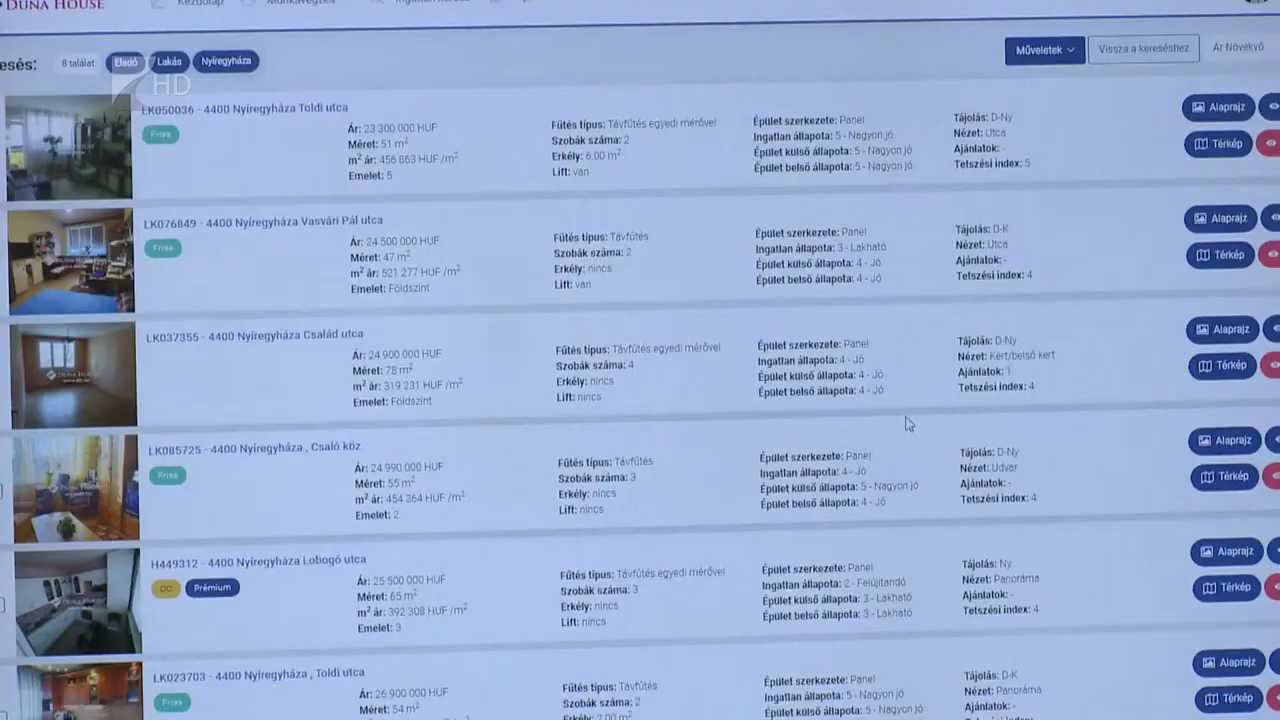 DUNA HOUSE
esés: 8 találat Eladó Lakás Nyíregyháza Műveletek Vissza a kereséshez Ár Növekvő
HD
LK050036 - 4400 Nyíregyháza Toldi utca
Friss
Ár: 23 300 000 HUF
Méret: 51 m²
m² ár: 456 863 HUF /m²
Emelet: 5
Fűtés típus: Távfűtés egyedi mérővel
Szobák száma: 2
Erkély: 6.00 m²
Lift: van
Épület szerkezete: Panel
Ingatlan állapota: 5 - Nagyon jó
Épület külső állapota: 5 - Nagyon jó
Épület belső állapota: 5 - Nagyon jó
Tájolás: D-Ny
Nézet: Utca
Ajánlatok: -
Tetszési index: 5
Alaprajz
Térkép
LK076849 - 4400 Nyíregyháza Vasvári Pál utca
Friss
Ár: 24 500 000 HUF
Méret: 47 m²
m² ár: 521 277 HUF /m²
Emelet: Földszint
Fűtés típus: Távfűtés
Szobák száma: 2
Erkély: nincs
Lift: van
Épület szerkezete: Panel
Ingatlan állapota: 3 - Lakható
Épület külső állapota: 4 - Jó
Épület belső állapota: 4 - Jó
Tájolás: D-K
Nézet: Utca
Ajánlatok: -
Tetszési index: 4
Alaprajz
Térkép
LK037355 - 4400 Nyíregyháza Család utca
Ár: 24 900 000 HUF
Méret: 78 m²
m² ár: 319 231 HUF /m²
Emelet: Földszint
Fűtés típus: Távfűtés egyedi mérővel
Szobák száma: 4
Erkély: nincs
Lift: nincs
Épület szerkezete: Panel
Ingatlan állapota: 4 - Jó
Épület külső állapota: 4 - Jó
Épület belső állapota: 4 - Jó
Tájolás: D-Ny
Nézet: Kert/belső kert
Ajánlatok: 1
Tetszési index: 4
Alaprajz
Térkép
LK085725 - 4400 Nyíregyháza , Csaló köz
Friss
Ár: 24 990 000 HUF
Méret: 55 m²
m² ár: 454 364 HUF /m²
Emelet: 2
Fűtés típus: Távfűtés
Szobák száma: 3
Erkély: nincs
Lift: nincs
Épület szerkezete: Panel
Ingatlan állapota: 4 - Jó
Épület külső állapota: 5 - Nagyon jó
Épület belső állapota: 4 - Jó
Tájolás: D-Ny
Nézet: Udvar
Ajánlatok: -
Tetszési index: 4
Alaprajz
Térkép
H449312 - 4400 Nyíregyháza Lobogó utca
DO Prémium
Ár: 25 500 000 HUF
Méret: 65 m²
m² ár: 392 308 HUF /m²
Emelet: 3
Fűtés típus: Távfűtés egyedi mérővel
Szobák száma: 3
Erkély: nincs
Lift: nincs
Épület szerkezete: Panel
Ingatlan állapota: 2 - Felújítandó
Épület külső állapota: 3 - Lakható
Épület belső állapota: 3 - Lakható
Tájolás: Ny
Nézet: Panoráma
Ajánlatok: -
Tetszési index: 4
Alaprajz
Térkép
LK023703 - 4400 Nyíregyháza , Toldi utca
Friss
Ár: 26 900 000 HUF
Méret: 54 m²
Fűtés típus: Távfűtés
Szobák száma: 2
Épület szerkezete: Panel
Ingatlan állapota: 5 - Nagyon jó
Épület külső állapota: 5 - Nagyon jó
Tájolás: D-K
Nézet: Panoráma
Ajánlatok: -
Alaprajz
Térkép